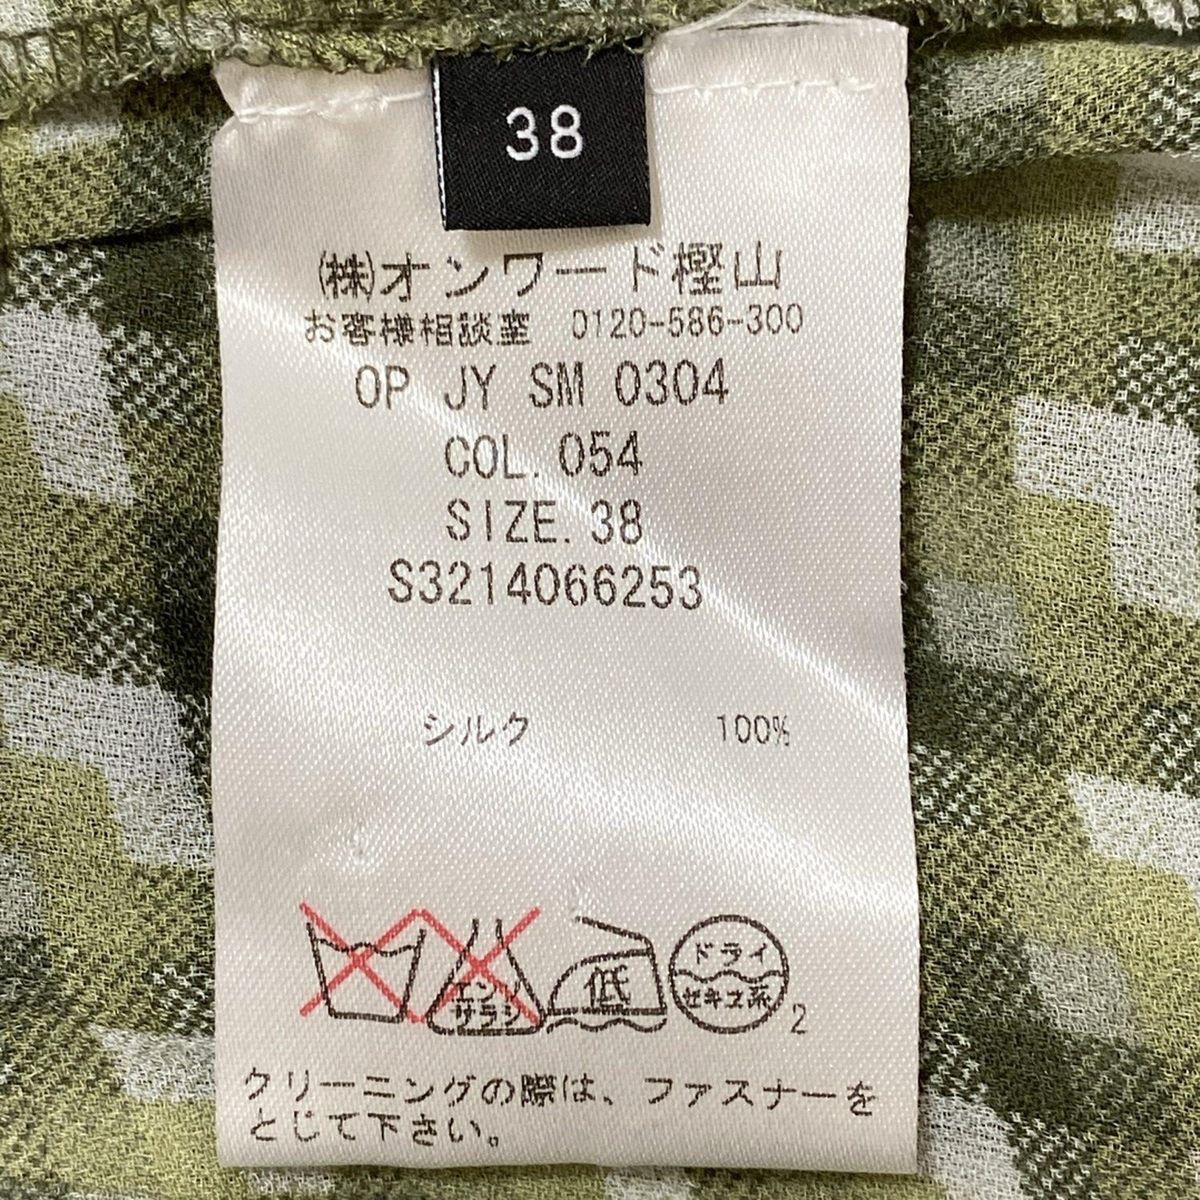 38
(株)オンワード樫山
お客様相談室 0120-586-300
OP JY SM 0304
COL. 054
SIZE. 38
S3214066253
シルク 100%
エンソ
サラシ
低
ドライ
セキユ系
2
クリーニングの際は、ファスナーを
とじて下さい。